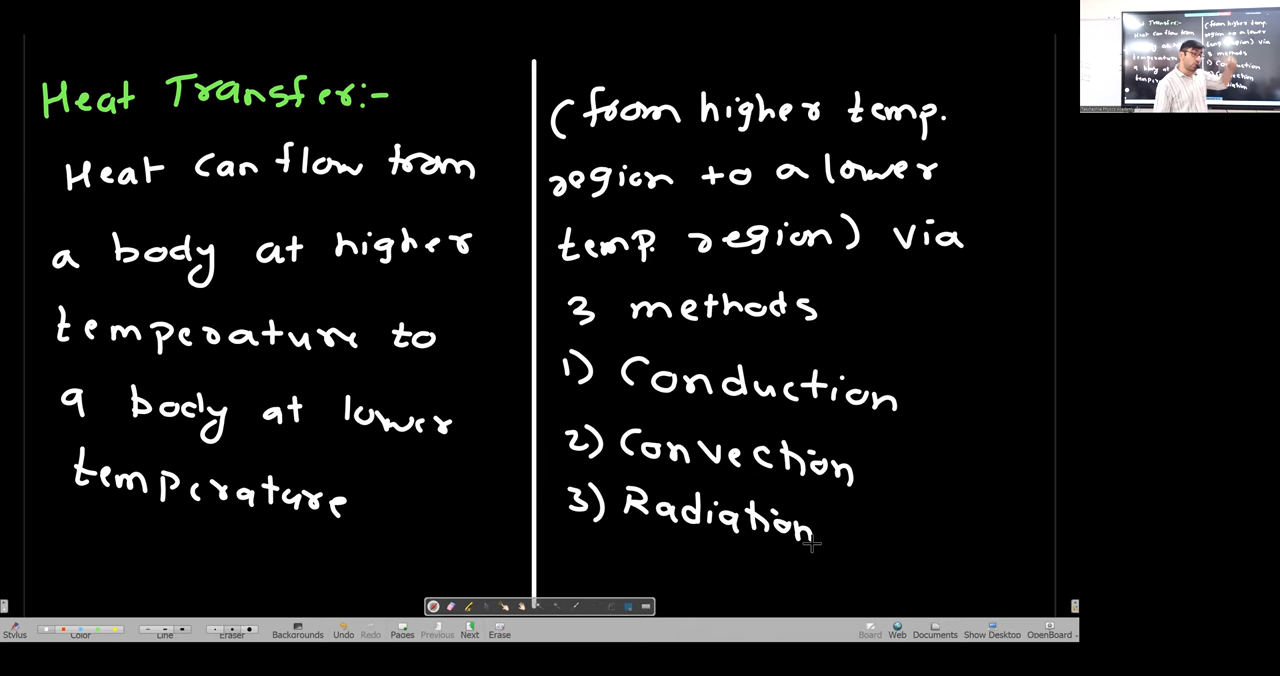 Heat Transfer:-
Heat can flow from
a body at higher
temperature to
a body at lower
temperature
(from higher temp.
region to a lower
temp. region) via
3 methods
1) Conduction
2) Convection
3) Radiation
Stylus
Color
Line
Eraser
Backgrounds
Undo
Redo
Pages
Previous
Next
Erase
Board
Web
Documents
Show Desktop
OpenBoard